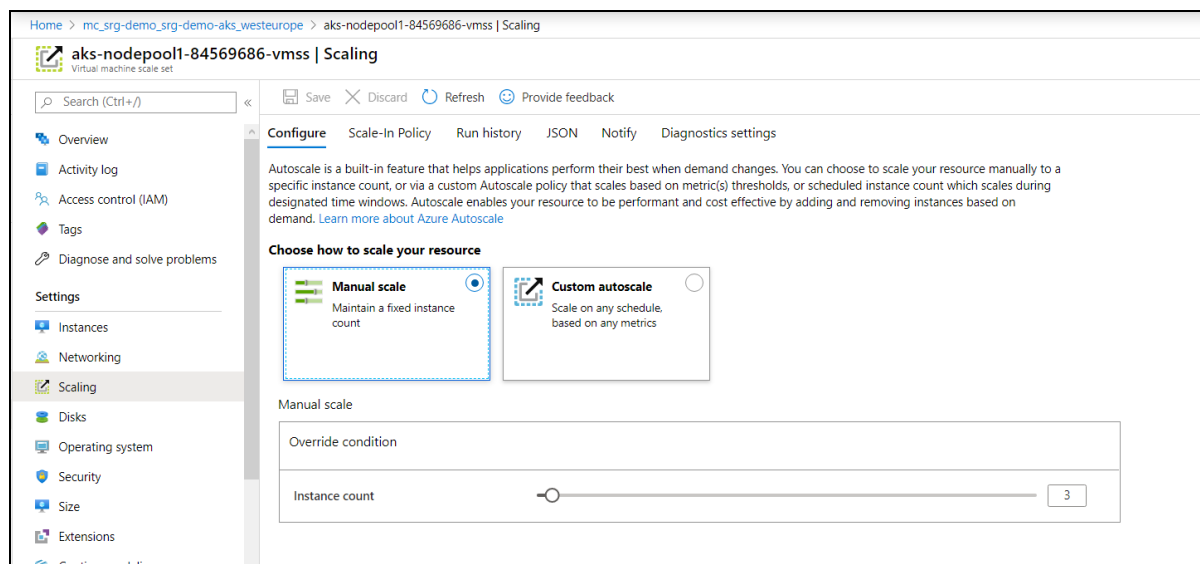 Home > mc_srg-demo_srg-demo-aks_westeurope > aks-nodepool1-84569686-vmss | Scaling
aks-nodepool1-84569686-vmss | Scaling
Virtual machine scale set
Search (Ctrl+/)
«
Save
Discard
Refresh
Provide feedback
Overview
Activity log
Access control (IAM)
Tags
Diagnose and solve problems
Settings
Instances
Networking
Scaling
Disks
Operating system
Security
Size
Extensions
Configure
Scale-In Policy
Run history
JSON
Notify
Diagnostics settings
Autoscale is a built-in feature that helps applications perform their best when demand changes. You can choose to scale your resource manually to a
specific instance count, or via a custom Autoscale policy that scales based on metric(s) thresholds, or scheduled instance count which scales during
designated time windows. Autoscale enables your resource to be performant and cost effective by adding and removing instances based on
demand. Learn more about Azure Autoscale
Choose how to scale your resource
Manual scale
Maintain a fixed instance
count
Custom autoscale
Scale on any schedule,
based on any metrics
Manual scale
Override condition
Instance count
3